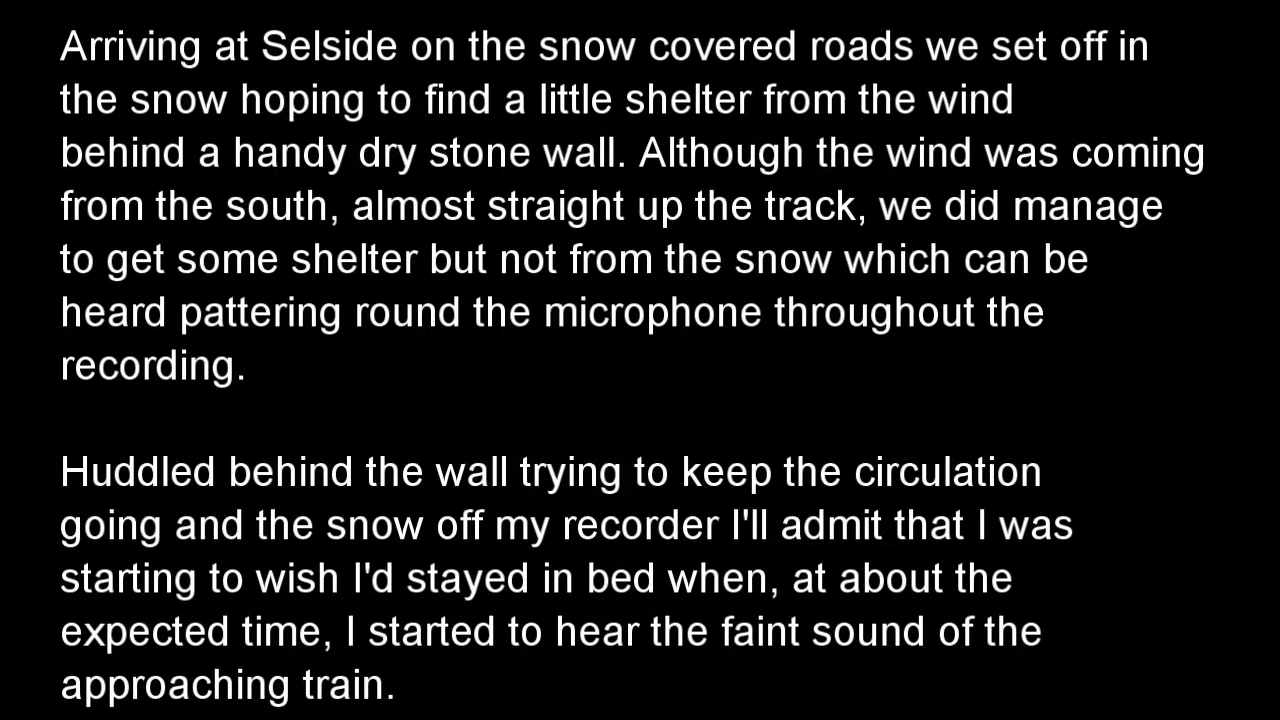 Arriving at Selside on the snow covered roads we set off in
the snow hoping to find a little shelter from the wind
behind a handy dry stone wall. Although the wind was coming
from the south, almost straight up the track, we did manage
to get some shelter but not from the snow which can be
heard pattering round the microphone throughout the
recording.

Huddled behind the wall trying to keep the circulation
going and the snow off my recorder I'll admit that I was
starting to wish I'd stayed in bed when, at about the
expected time, I started to hear the faint sound of the
approaching train.